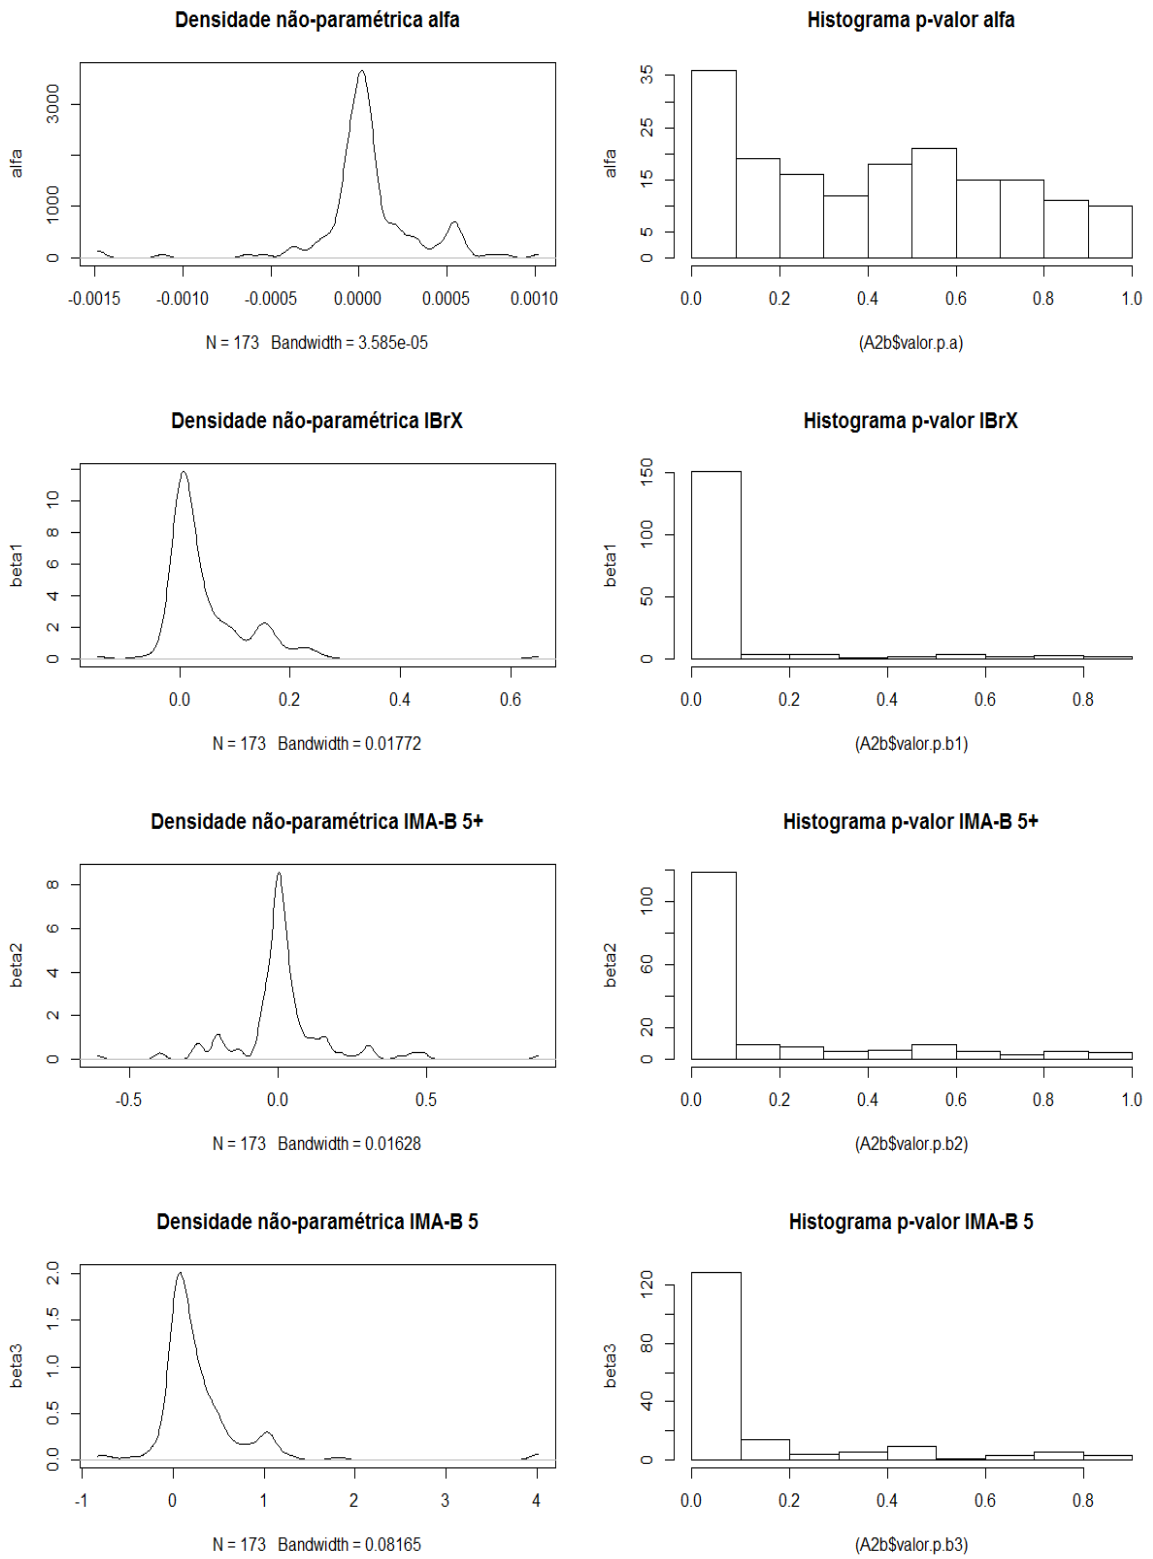 Densidade não-paramétrica alfa
alfa
0 1000 3000
-0.0015 -0.0010 -0.0005 0.0000 0.0005 0.0010
N = 173 Bandwidth = 3.585e-05
Histograma p-valor alfa
alfa
0 5 15 25 35
0.0 0.2 0.4 0.6 0.8 1.0
(A2b$valor.p.a)
Densidade não-paramétrica IBrX
beta1
0 2 4 6 8 10
0.0 0.2 0.4 0.6
N = 173 Bandwidth = 0.01772
Histograma p-valor IBrX
beta1
0 50 100 150
0.0 0.2 0.4 0.6 0.8
(A2b$valor.p.b1)
Densidade não-paramétrica IMA-B 5+
beta2
0 2 4 6 8
-0.5 0.0 0.5
N = 173 Bandwidth = 0.01628
Histograma p-valor IMA-B 5+
beta2
0 20 60 100
0.0 0.2 0.4 0.6 0.8 1.0
(A2b$valor.p.b2)
Densidade não-paramétrica IMA-B 5
beta3
0.0 0.5 1.0 1.5 2.0
-1 0 1 2 3 4
N = 173 Bandwidth = 0.08165
Histograma p-valor IMA-B 5
beta3
0 40 80 120
0.0 0.2 0.4 0.6 0.8
(A2b$valor.p.b3)